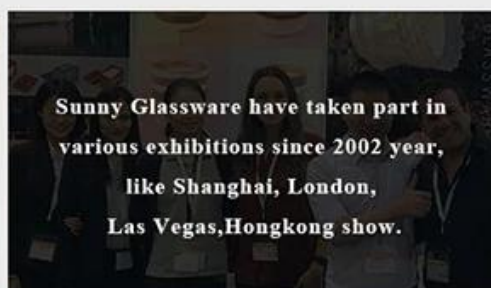 Sunny Glassware have taken part in
various exhibitions since 2002 year,
like Shanghai, London,
Las Vegas,Hongkong show.